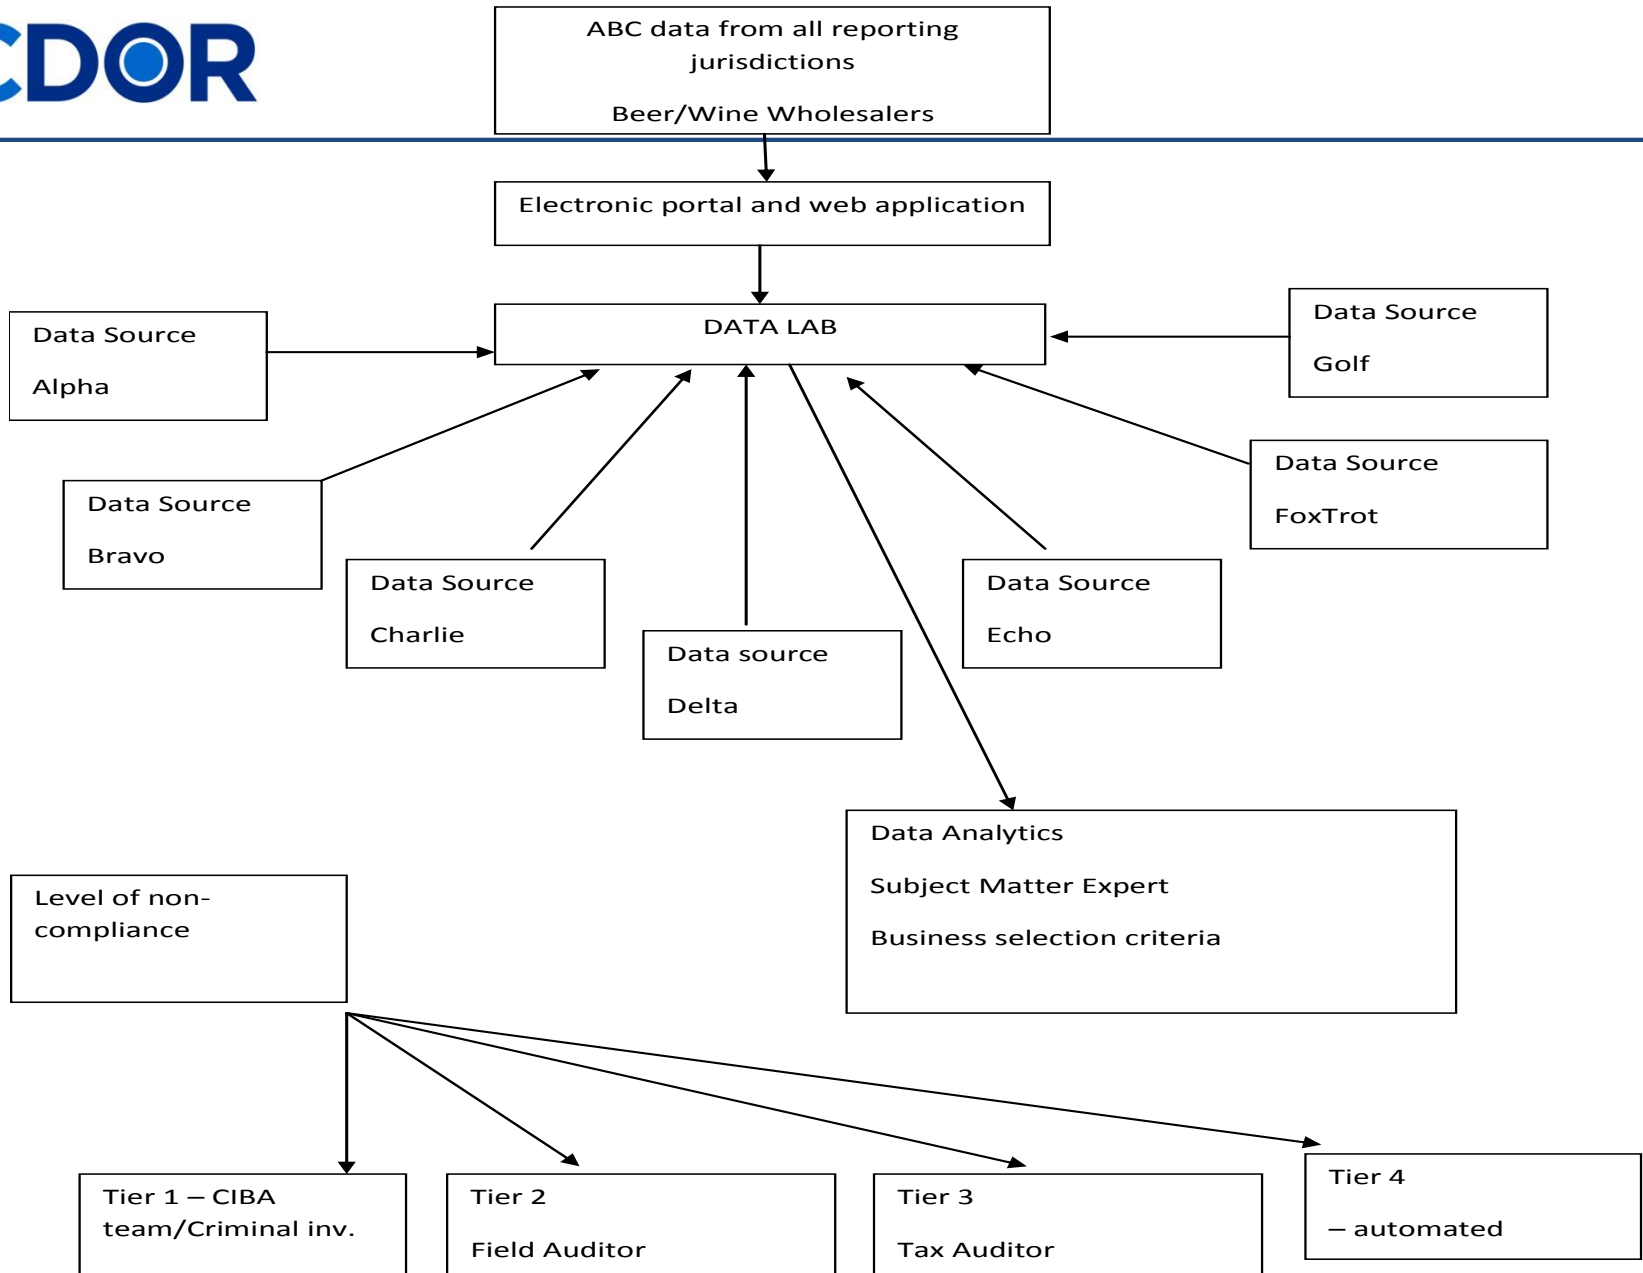 CDOR
ABC data from all reporting
jurisdictions
Beer/Wine Wholesalers
Electronic portal and web application
DATA LAB
Data Source
Alpha
Data Source
Golf
Data Source
Bravo
Data Source
FoxTrot
Data Source
Charlie
Data Source
Echo
Data source
Delta
Data Analytics
Subject Matter Expert
Business selection criteria
Level of non-
compliance
Tier 1 – CIBA
team/Criminal inv.
Tier 2
Field Auditor
Tier 3
Tax Auditor
Tier 4
– automated